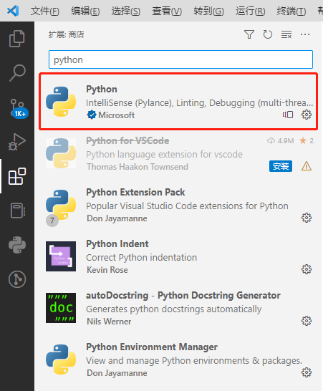 文件(F) 编辑(E) 选择(S) 查看(V) 转到(G) 运行(R) 终端(T)
扩展: 商店
python
Python
IntelliSense (Pylance), Linting, Debugging (multi-threa...
Microsoft
1K+
Python for VSCode 4.9M 2
Python language extension for vscode
Thomas Haakon Townsend 安装
Python Extension Pack
Popular Visual Studio Code extensions for Python
7 Don Jayamanne
Python Indent
Correct Python indentation
Kevin Rose
""" doc """
autoDocstring - Python Docstring Generator
Generates python docstrings automatically
Nils Werner
Python Environment Manager
View and manage Python environments & packages.
Don Jayamanne